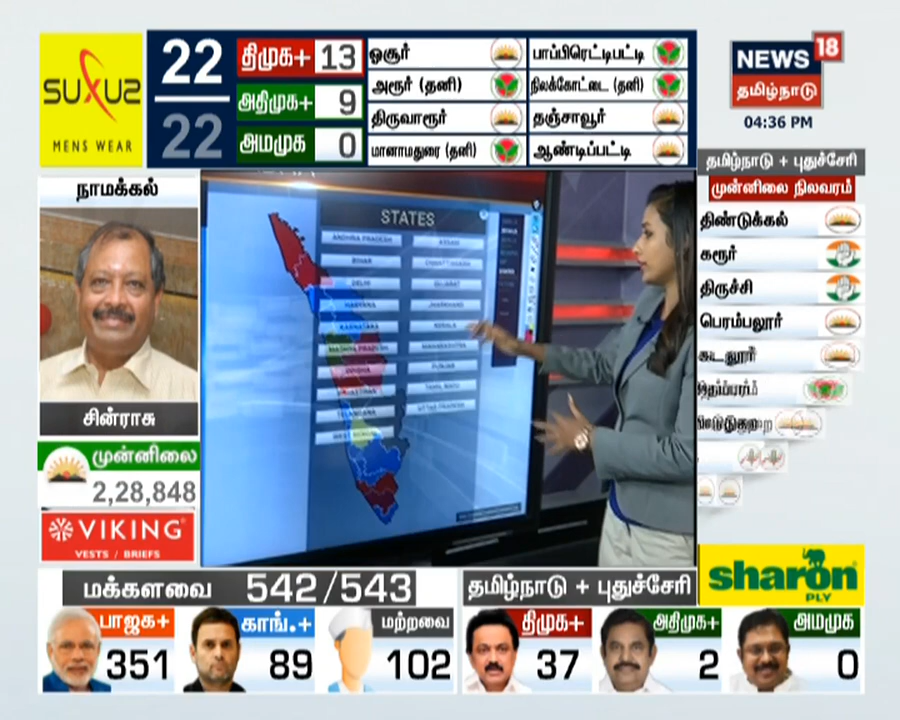 SUXUS
MENS WEAR
22
22
திமுக+ 13
அதிமுக+ 9
அமமுக 0
ஒசூர்
பாப்பிரெட்டிபட்டி
அரூர் (தனி)
நிலக்கோட்டை (தனி)
திருவாரூர்
தஞ்சாவூர்
மானாமதுரை (தனி)
ஆண்டிப்பட்டி
NEWS 18
தமிழ்நாடு
04:36 PM
தமிழ்நாடு + புதுச்சேரி
முன்னிலை நிலவரம்
திண்டுக்கல்
கரூர்
திருச்சி
பெரம்பலூர்
கடலூர்
நாமக்கல்
சின்ராசு
முன்னிலை
2,28,848
VIKING
VESTS / BRIEFS
STATES
ANDHRA PRADESH
ASSAM
BIHAR
CHHATTISGARH
DELHI
GUJARAT
HARYANA
JHARKHAND
KARNATAKA
KERALA
MADHYA PRADESH
MAHARASHTRA
ODISHA
PUNJAB
RAJASTHAN
TAMIL NADU
TELANGANA
UTTAR PRADESH
WEST BENGAL
sharon
PLY
மக்களவை 542/543
பாஜக+ 351
காங்.+ 89
மற்றவை 102
தமிழ்நாடு + புதுச்சேரி
திமுக+ 37
அதிமுக+ 2
அமமுக 0